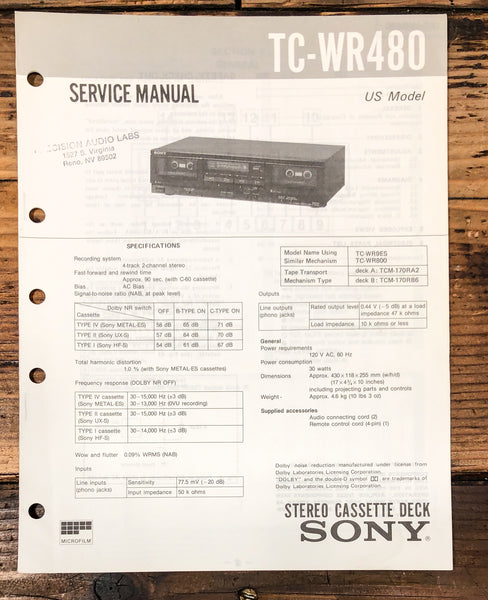 TC-WR480
SERVICE MANUAL
US Model
CISION AUDIO LABS
1527 S. Virginia
Reno, NV 89502
SONY
SPECIFICATIONS
Recording system
4-track 2-channel stereo
Fast forward and rewind time
Approx. 90 sec. (with C-60 cassette)
Bias AC Bias
Signal-to-noise ratio (NAB, at peak level)
Dolby NR switch OFF B-TYPE ON C-TYPE ON
Cassette
TYPE IV (Sony METAL-ES) 58 dB 65 dB 71 dB
TYPE II (Sony UX-S) 57 dB 64 dB 70 dB
TYPE I (Sony HF-S) 54 dB 61 dB 67 dB
Total harmonic distortion
1.0 % (with Sony METAL-ES cassettes)
Frequency response (DOLBY NR OFF)
TYPE IV cassette 30–15,000 Hz (±3 dB)
(Sony METAL-ES) 30–13,000 Hz (0VU recording)
TYPE II cassette 30–15,000 Hz (±3 dB)
(Sony UX-S)
TYPE I cassette 30–14,000 Hz (±3 dB)
(Sony HF-S)
Wow and flutter 0.09% WRMS (NAB)
Inputs
Line inputs Sensitivity 77.5 mV (−20 dB)
(phono jacks) Input impedance 50 k ohms
Model Name Using TC-WR9ES
Similar Mechanism TC-WR800
Tape Transport deck A: TCM-170RA2
Mechanism Type deck B: TCM-170RB6
Outputs
Line outputs Rated output level 0.44 V (−5 dB) at a load
(phono jacks) impedance 47 k ohms
Load impedance 10 k ohms or less
General
Power requirements
120 V AC, 60 Hz
Power consumption
30 watts
Dimensions Approx. 430 × 118 × 255 mm (w/h/d)
including projecting parts and controls
Weight Approx. 4.6 kg (10 lbs 3 oz)
Supplied accessories
Audio connecting cord (2)
Remote control cord (4-pin) (1)
Dolby noise reduction manufactured under license from
Dolby Laboratories Licensing Corporation.
"DOLBY" and the double-D symbol are trademarks of
Dolby Laboratories Licensing Corporation.
MICROFILM
STEREO CASSETTE DECK
SONY®